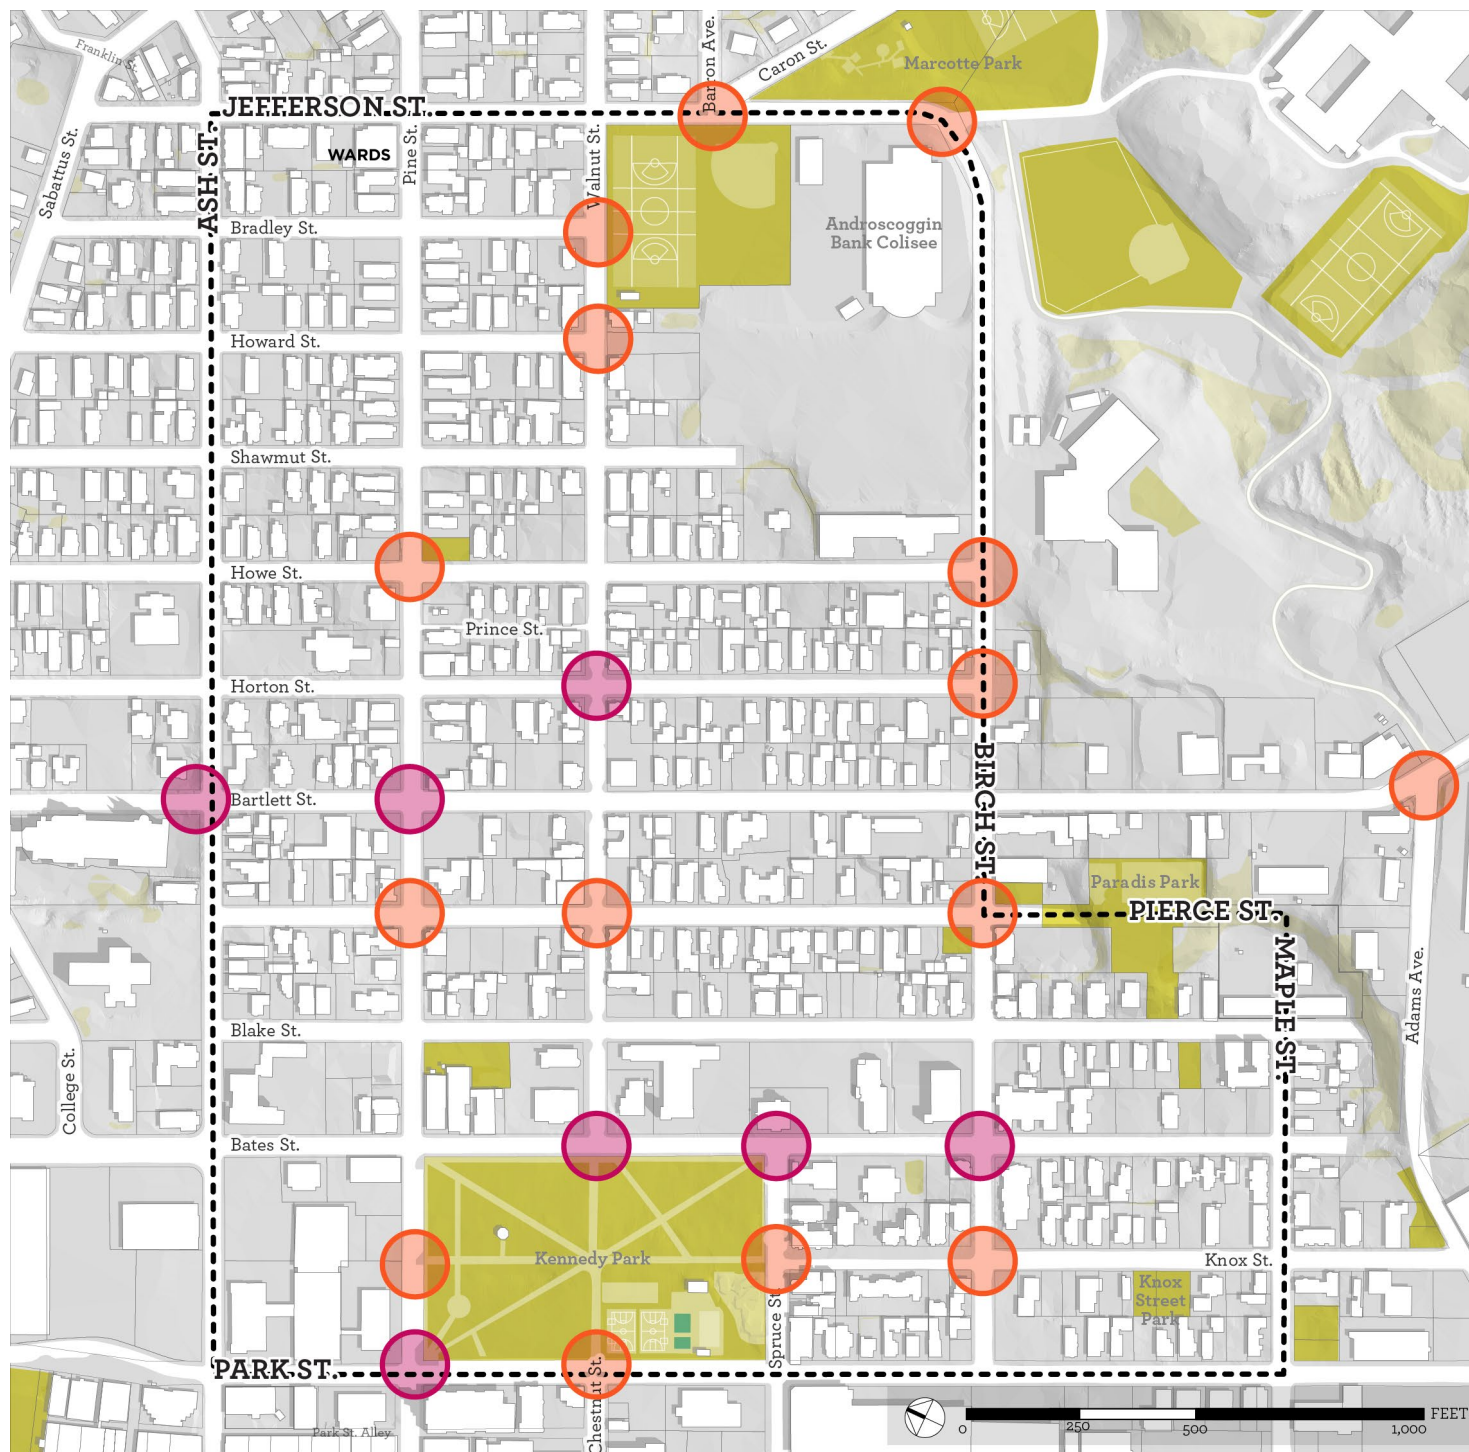 Franklin St.
Barron Ave.
Caron St.
Marcotte Park
JEFFERSON ST.
Sabattus St.
ASH ST.
WARDS
Pine St.
Walnut St.
Bradley St.
Androscoggin
Bank Colisee
Howard St.
Shawmut St.
Howe St.
Prince St.
Horton St.
BIRCH ST.
Bartlett St.
Paradis Park
PIERCE ST.
MAPLE ST.
Adams Ave.
Blake St.
College St.
Bates St.
Kennedy Park
Knox St.
Knox
Street
Park
Spruce St.
PARK ST.
Chestnut St.
Park St. Alley
0 250 500 1,000 FEET